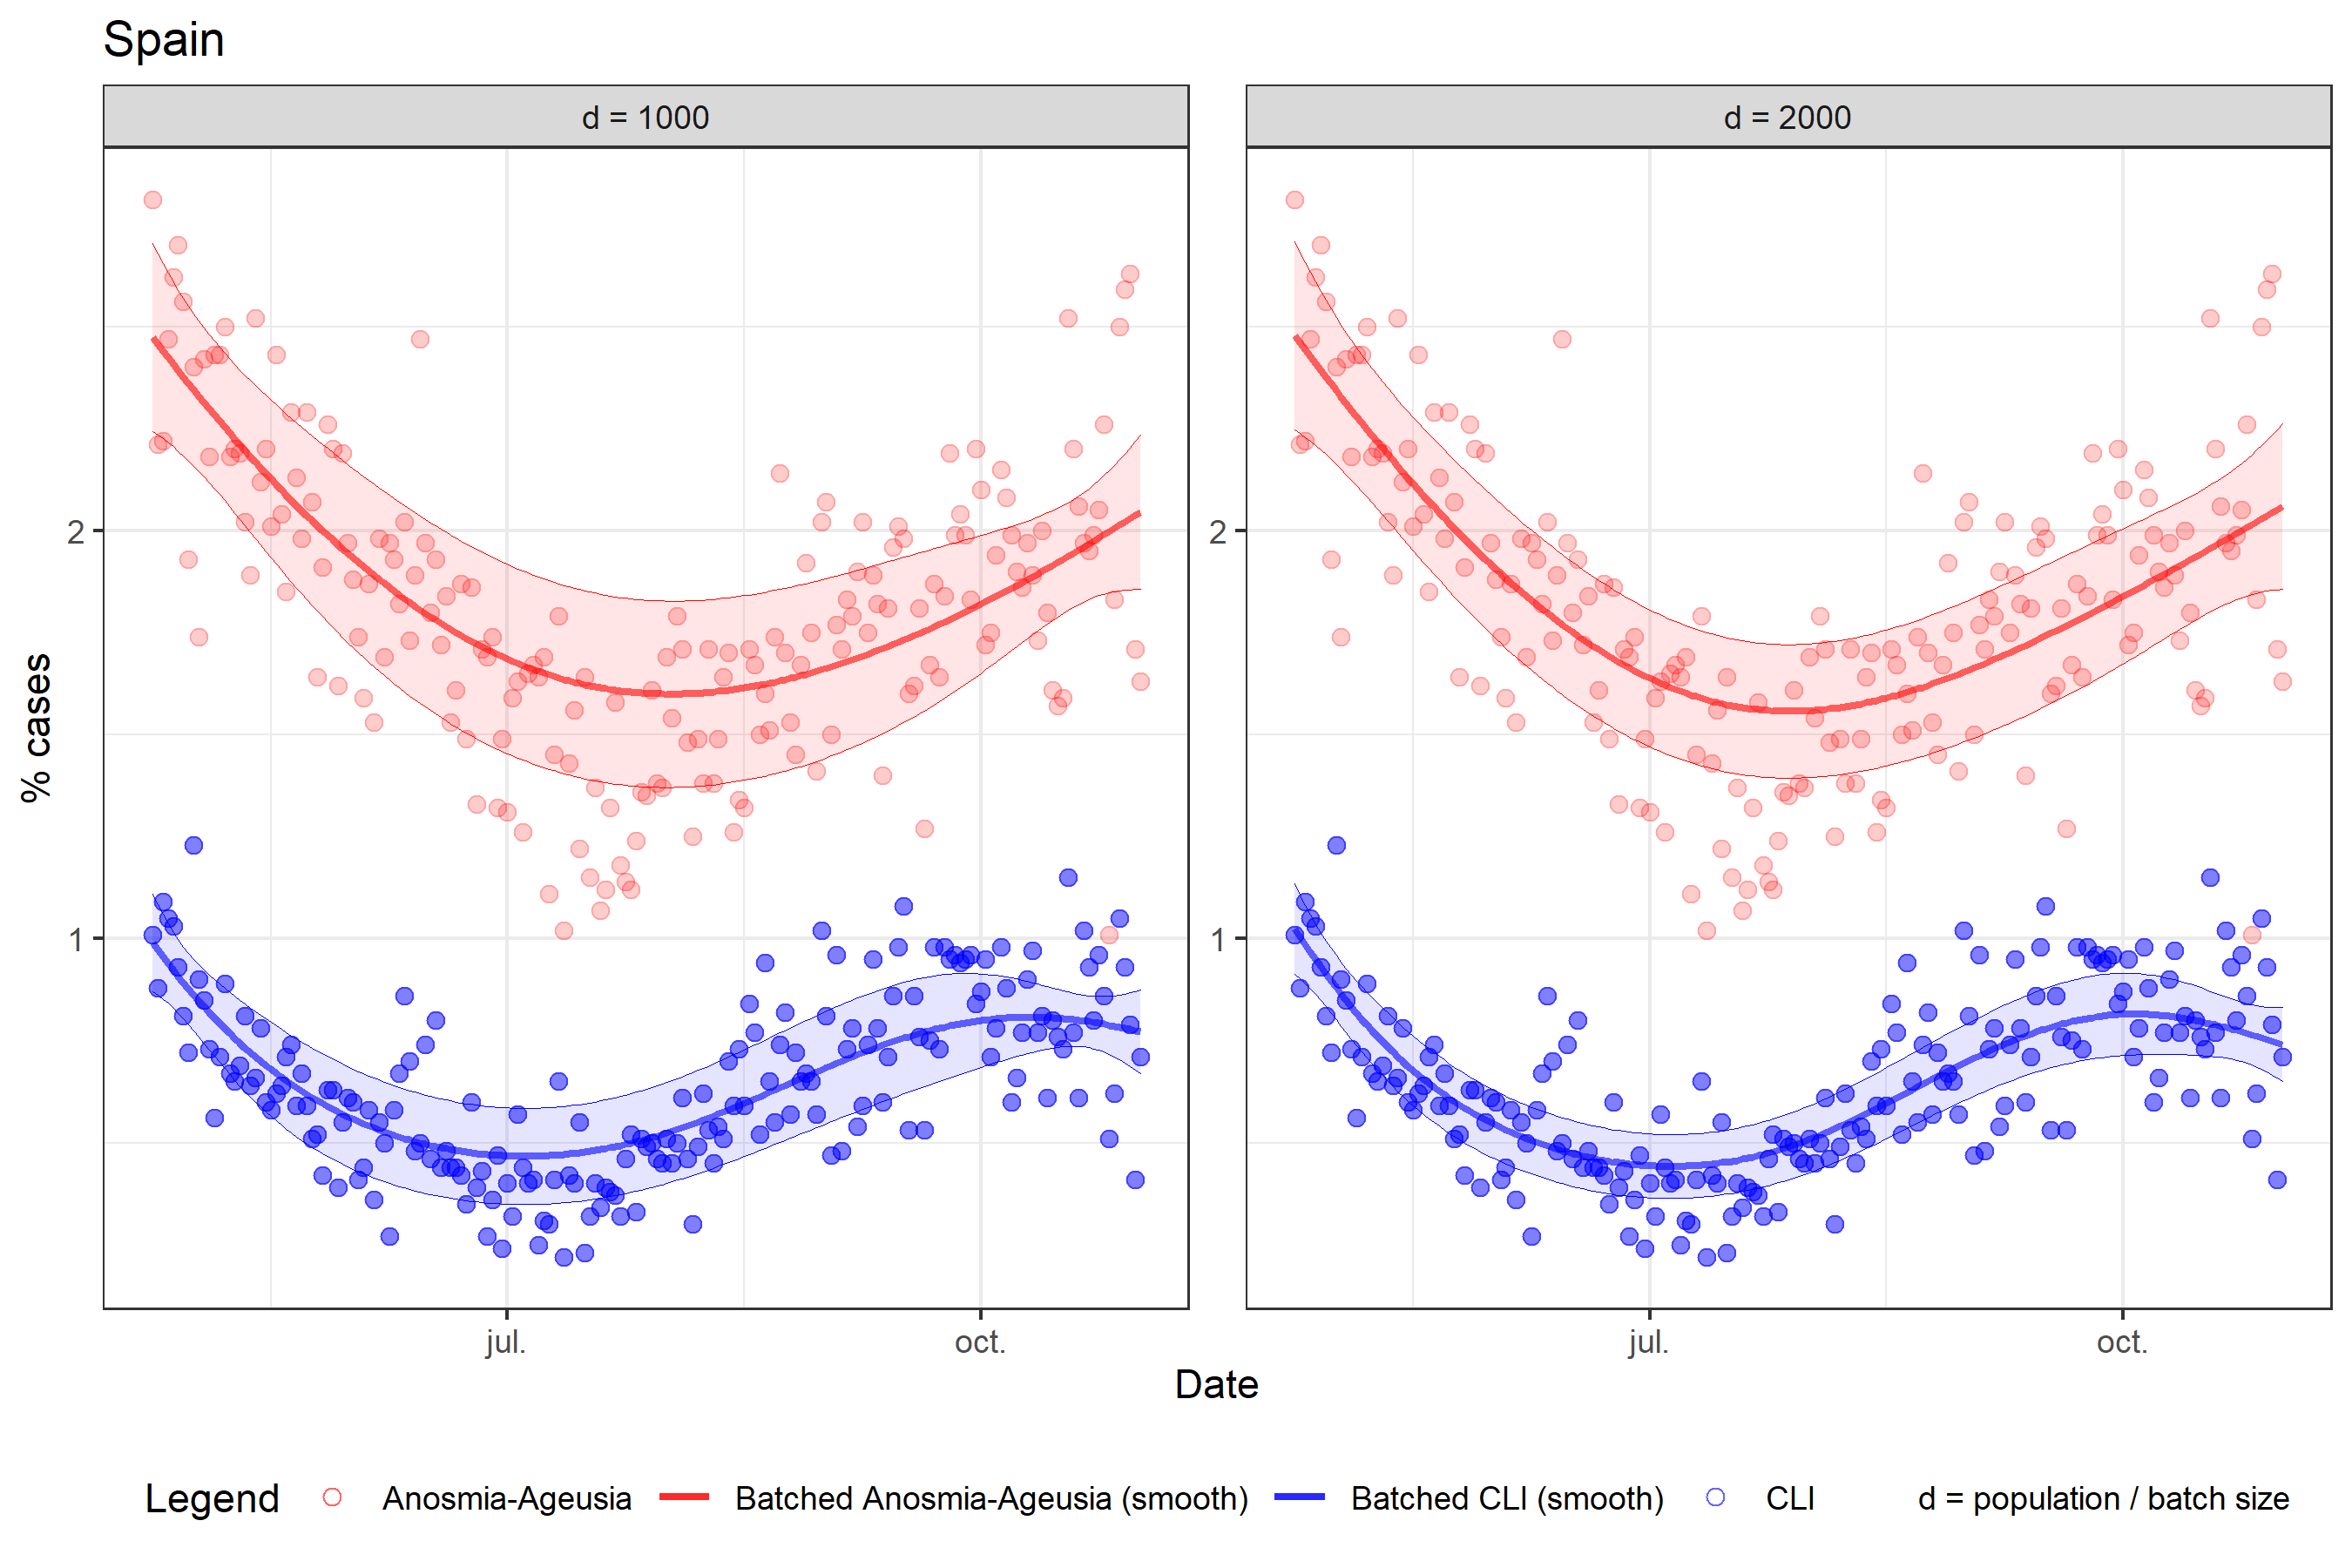 Spain
d = 1000
d = 2000
% cases
2
1
2
1
jul.
oct.
jul.
oct.
Date
Legend Anosmia-Ageusia Batched Anosmia-Ageusia (smooth) Batched CLI (smooth) CLI d = population / batch size